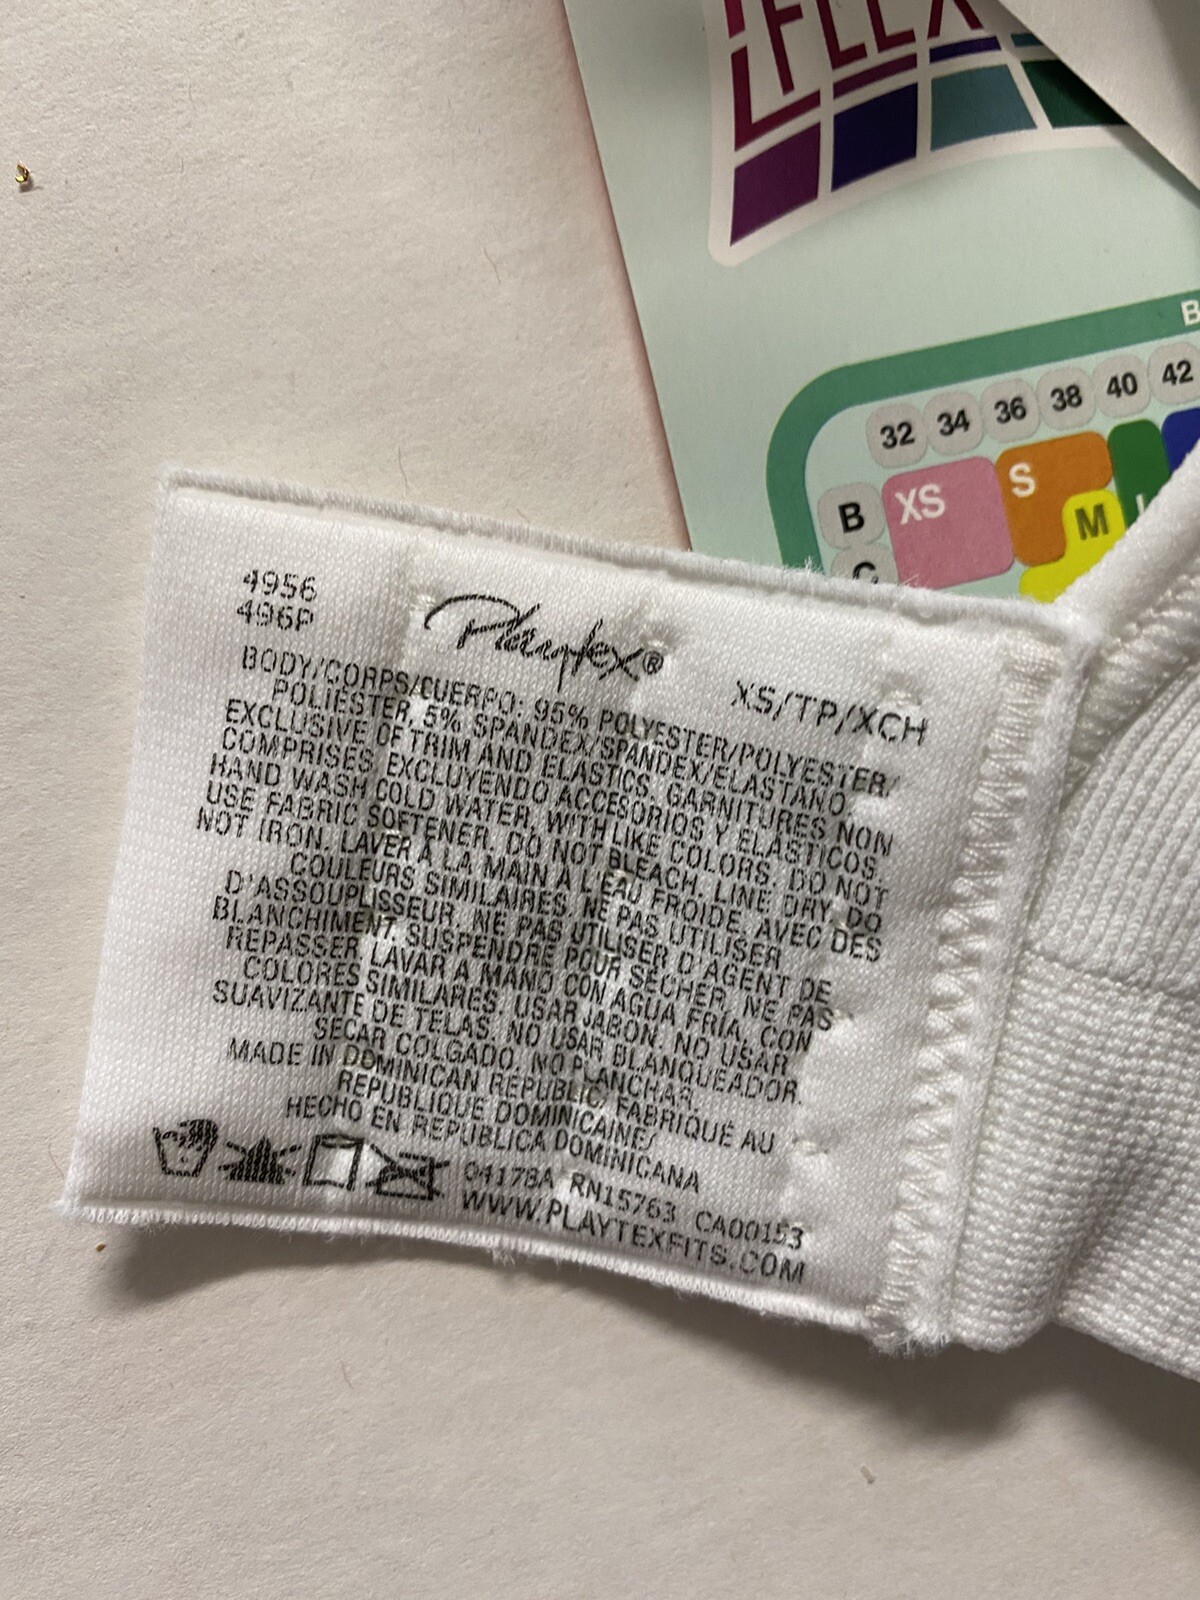 FLEX
B
32 34 36 38 40 42
B XS S M L
C
4956
496P
Playtex®
XS/TP/XCH
BODY/CORPS/CUERPO: 95% POLYESTER/POLYESTER/
POLIESTER, 5% SPANDEX/SPANDEX/ELASTANO
EXCLUSIVE OF TRIM AND ELASTICS. GARNITURES NON
COMPRISES EXCLUYENDO ACCESORIOS Y ELASTICOS.
HAND WASH COLD WATER, WITH LIKE COLORS. DO NOT
USE FABRIC SOFTENER. DO NOT BLEACH. LINE DRY. DO
NOT IRON. LAVER À LA MAIN À L'EAU FROIDE, AVEC DES
COULEURS SIMILAIRES. NE PAS UTILISER
D'ASSOUPLISSEUR. NE PAS UTILISER D'AGENT DE
BLANCHIMENT. SUSPENDRE POUR SÉCHER. NE PAS
REPASSER. LAVAR A MANO CON AGUA FRÍA, CON
COLORES SIMILARES. USAR JABON. NO USAR
SUAVIZANTE DE TELAS. NO USAR BLANQUEADOR.
SECAR COLGADO. NO PLANCHAR.
MADE IN DOMINICAN REPUBLIC/ FABRIQUÉ AU
REPUBLIQUE DOMINICAINE/
HECHO EN REPUBLICA DOMINICANA
04178A RN15763 CA00153
WWW.PLAYTEXFITS.COM